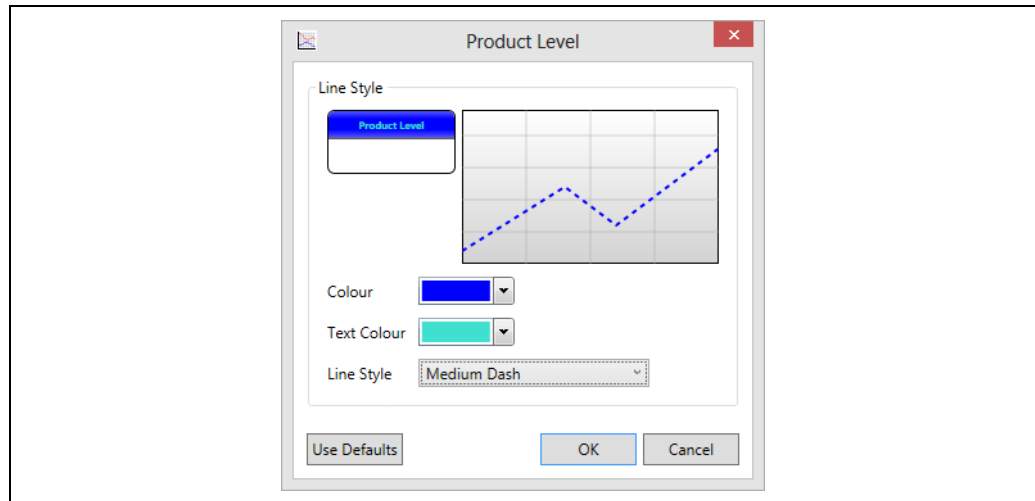 Product Level
Line Style
Product Level
Colour
Text Colour
Line Style Medium Dash
Use Defaults OK Cancel